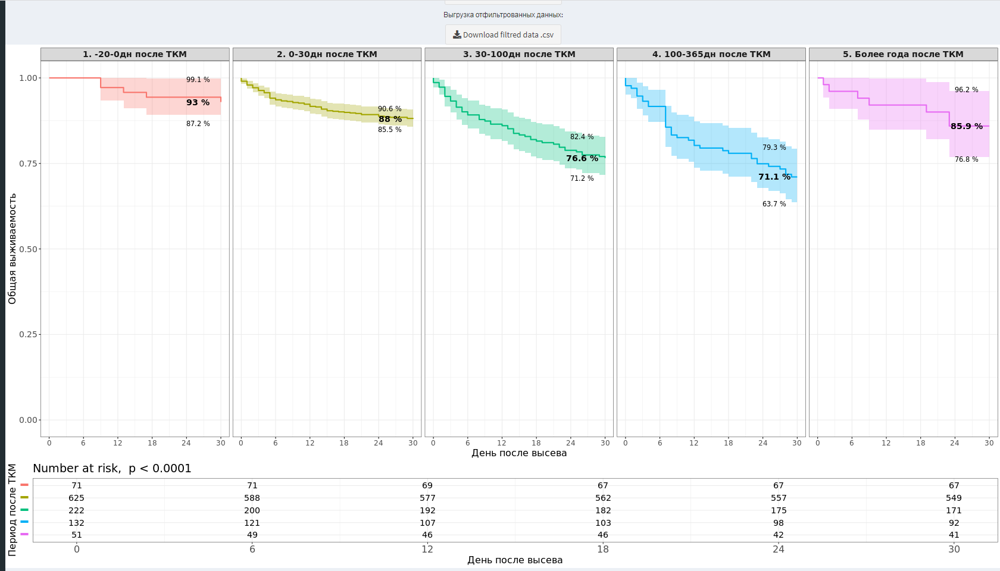 Выгрузка отфильтрованных данных:
Download filtred data .csv
1. -20-0дн после ТКМ
2. 0-30дн после ТКМ
3. 30-100дн после ТКМ
4. 100-365дн после ТКМ
5. Более года после ТКМ
Общая выживаемость
1.00
0.75
0.50
0.25
0.00
99.1 %
93 %
87.2 %
90.6 %
88 %
85.5 %
82.4 %
76.6 %
71.2 %
79.3 %
71.1 %
63.7 %
96.2 %
85.9 %
76.8 %
0 6 12 18 24 30
0 6 12 18 24 30
0 6 12 18 24 30
0 6 12 18 24 30
0 6 12 18 24 30
День после высева
Number at risk, p < 0.0001
Период после ТКМ
71 71 69 67 67 67
625 588 577 562 557 549
222 200 192 182 175 171
132 121 107 103 98 92
51 49 46 46 42 41
0 6 12 18 24 30
День после высева